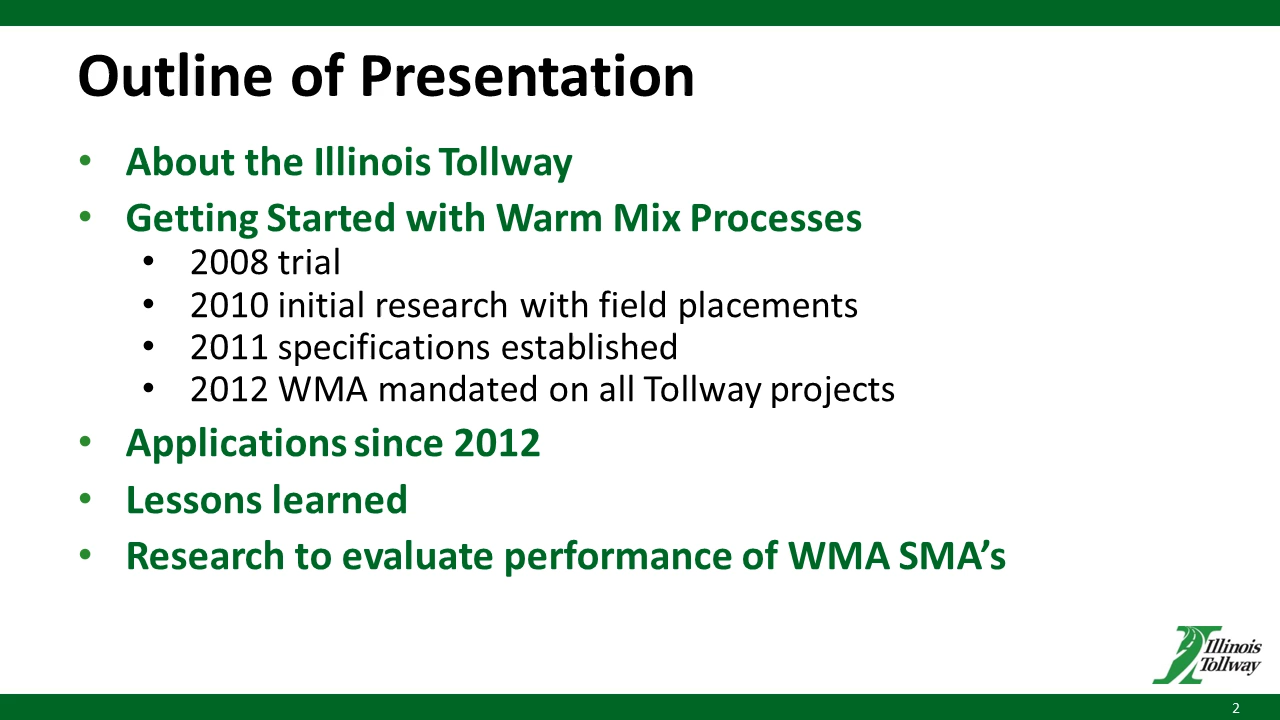 Outline of Presentation
• About the Illinois Tollway
• Getting Started with Warm Mix Processes
• 2008 trial
• 2010 initial research with field placements
• 2011 specifications established
• 2012 WMA mandated on all Tollway projects
• Applications since 2012
• Lessons learned
• Research to evaluate performance of WMA SMA’s
Illinois
Tollway
2